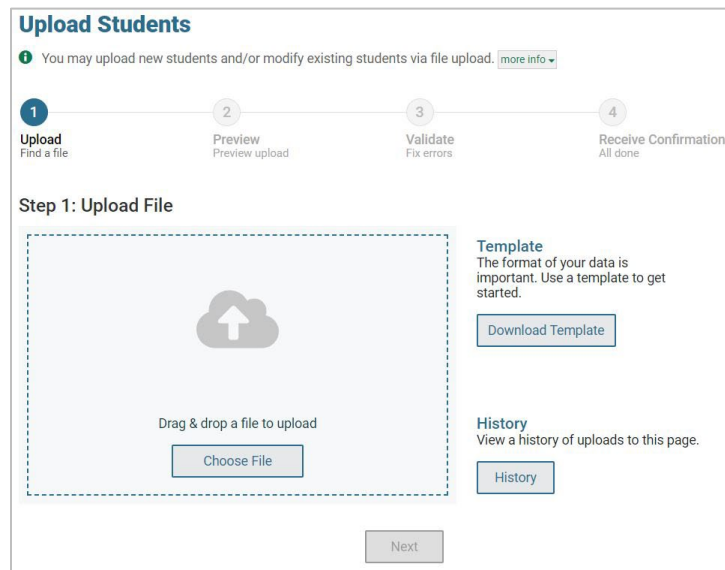 Upload Students
You may upload new students and/or modify existing students via file upload. more info
1
2
3
4
Upload
Preview
Validate
Receive Confirmation
Find a file
Preview upload
Fix errors
All done
Step 1: Upload File
Template
The format of your data is
important. Use a template to get
started.
Download Template
Drag & drop a file to upload
Choose File
History
View a history of uploads to this page.
History
Next